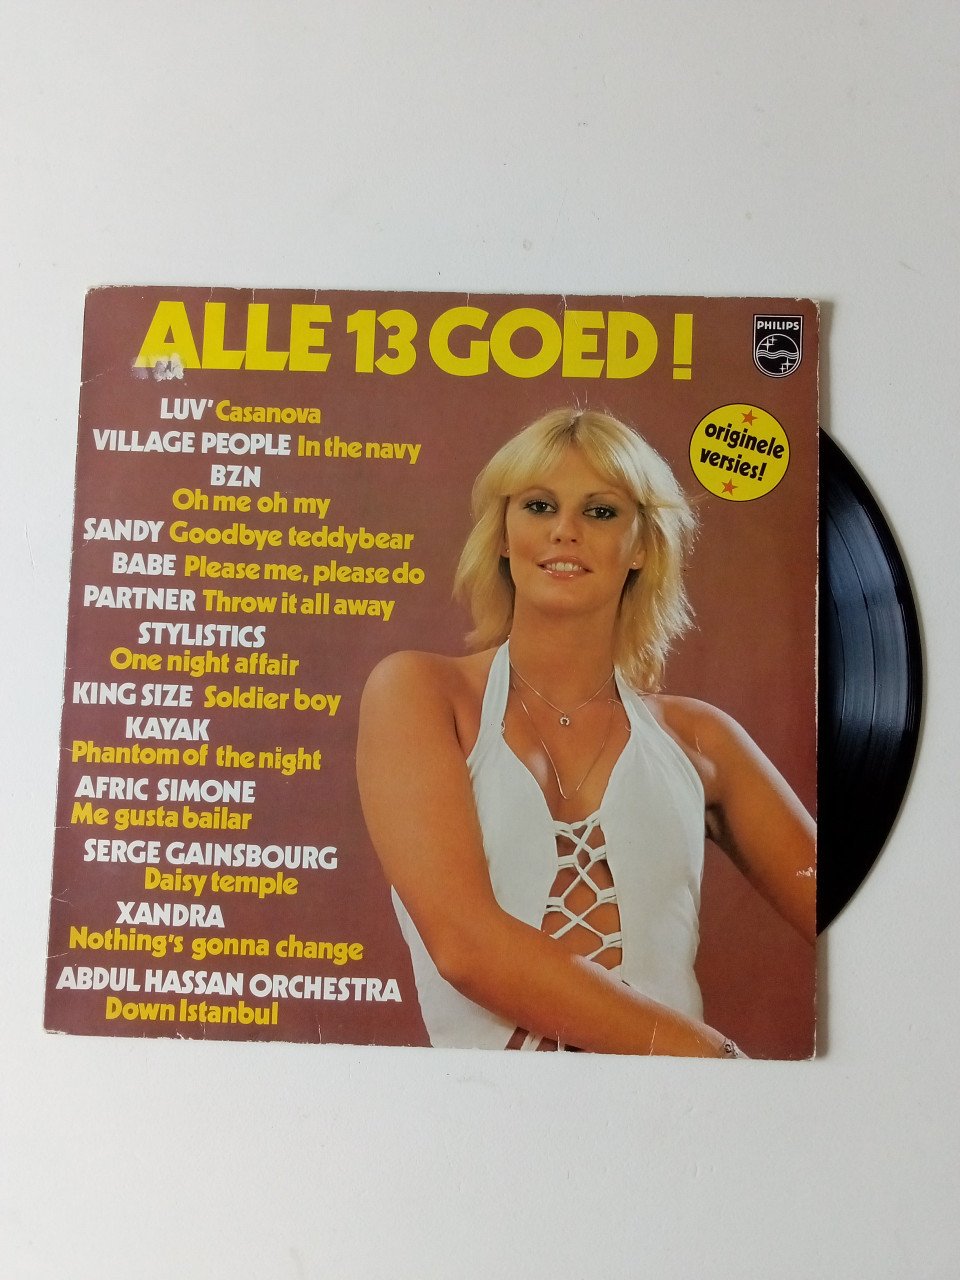 ALLE 13 GOED!
PHILIPS
originele
versies!
LUV' Casanova
VILLAGE PEOPLE In the navy
BZN
Oh me oh my
SANDY Goodbye teddybear
BABE Please me, please do
PARTNER Throw it all away
STYLISTICS
One night affair
KING SIZE Soldier boy
KAYAK
Phantom of the night
AFRIC SIMONE
Me gusta bailar
SERGE GAINSBOURG
Daisy temple
XANDRA
Nothing's gonna change
ABDUL HASSAN ORCHESTRA
Down Istanbul